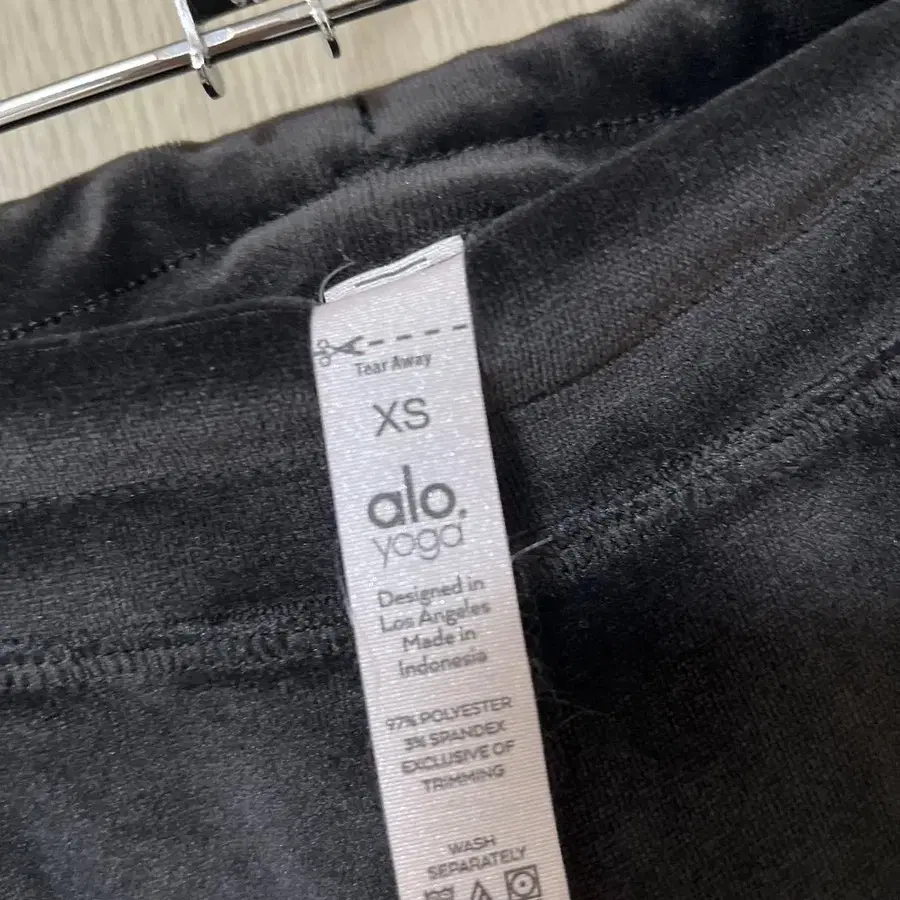 Tear Away
XS
alo.
yoga
Designed in
Los Angeles
Made in
Indonesia
97% POLYESTER
3% SPANDEX
EXCLUSIVE OF
TRIMMING
WASH
SEPARATELY